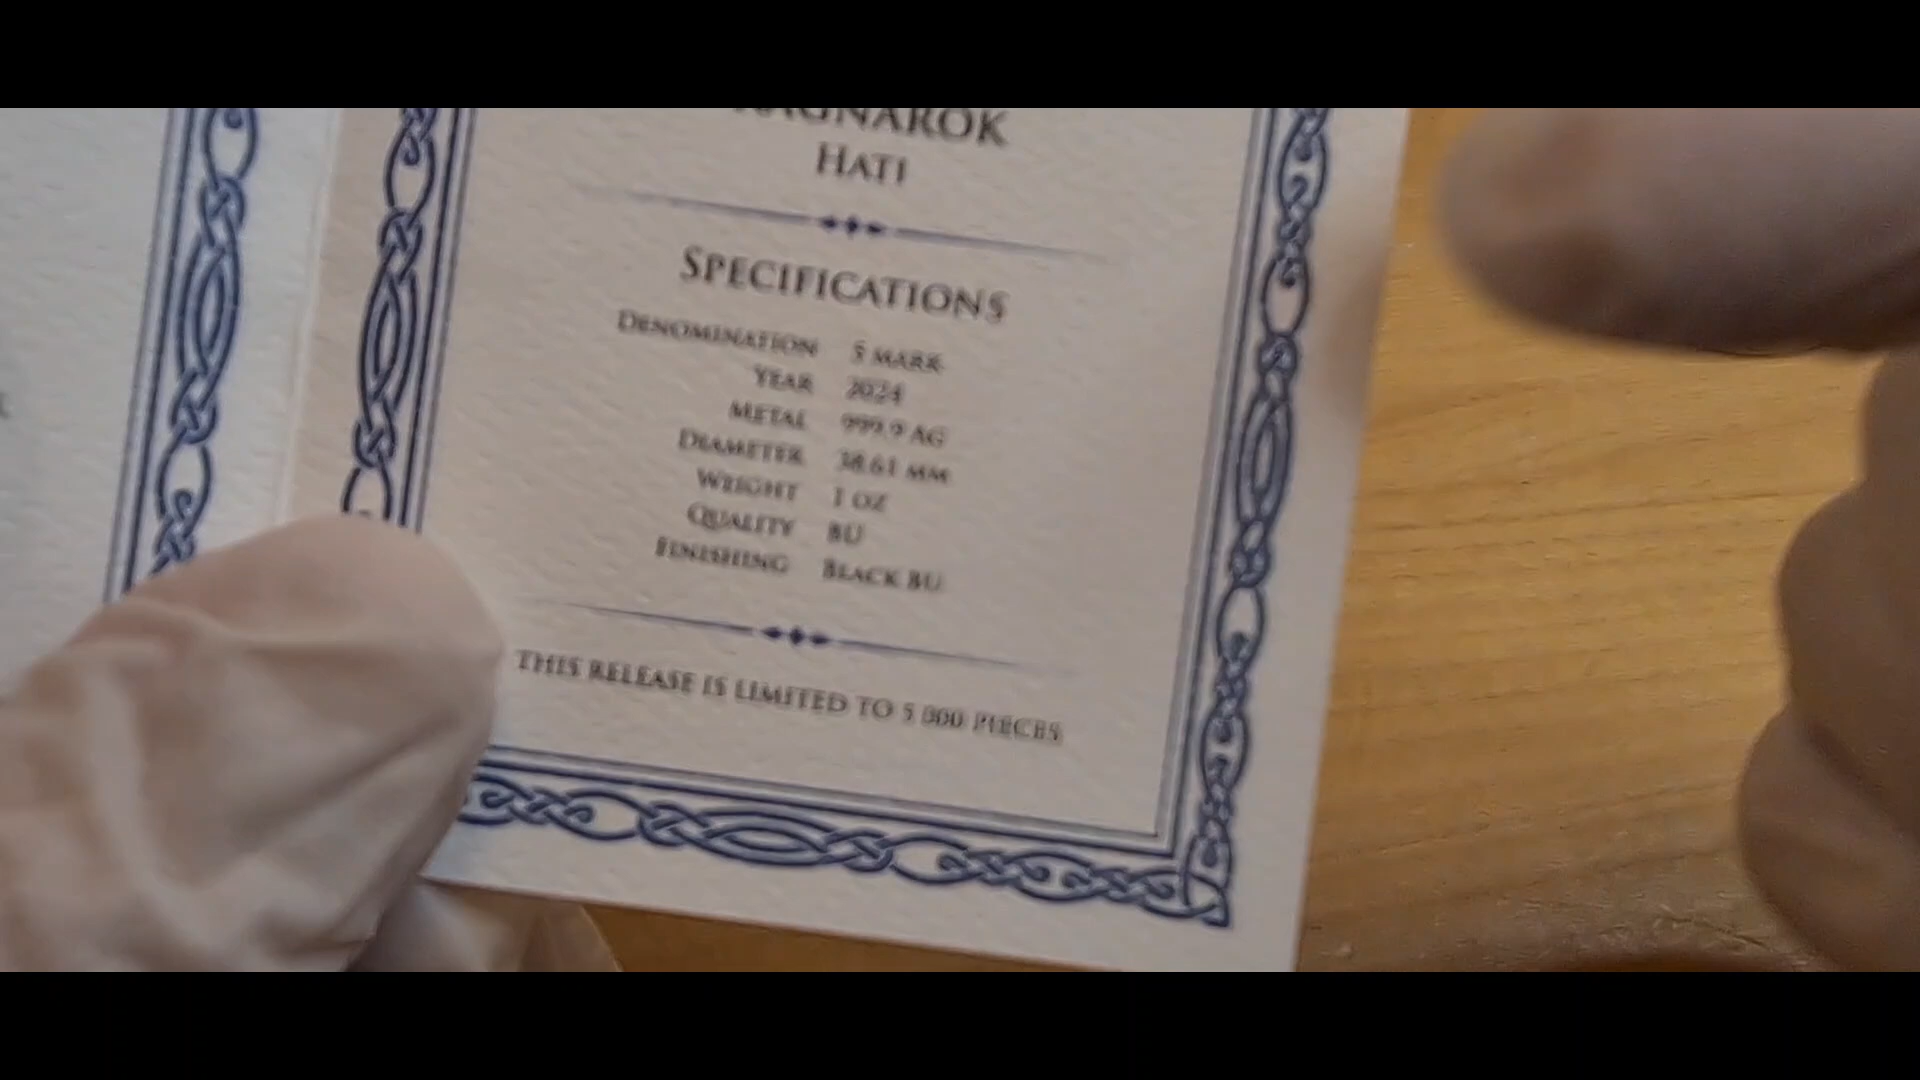 RAGNAROK
HATI
SPECIFICATIONS
DENOMINATION 5 MARK
YEAR 2024
METAL 999.9 AG
DIAMETER 38.61 MM
WEIGHT 1 OZ
QUALITY BU
FINISHING BLACK BU
THIS RELEASE IS LIMITED TO 5 000 PIECES